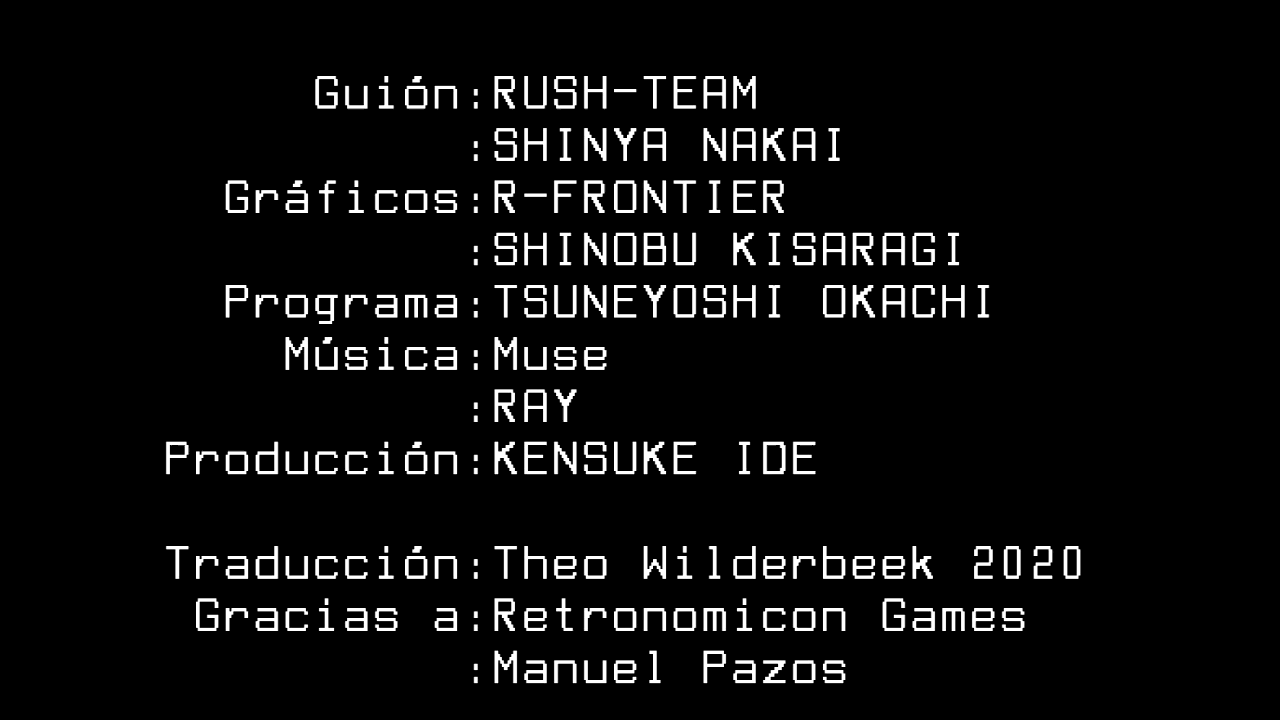 Guión:RUSH-TEAM
:SHINYA NAKAI
Gráficos:R-FRONTIER
:SHINOBU KISARAGI
Programa:TSUNEYOSHI OKACHI
Música:Muse
:RAY
Producción:KENSUKE IDE
Traducción:Theo Wilderbeek 2020
Gracias a:Retronomicon Games
:Manuel Pazos